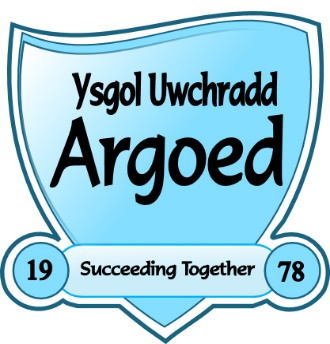 Ysgol Uwchradd
Argoed
19 Succeeding Together 78